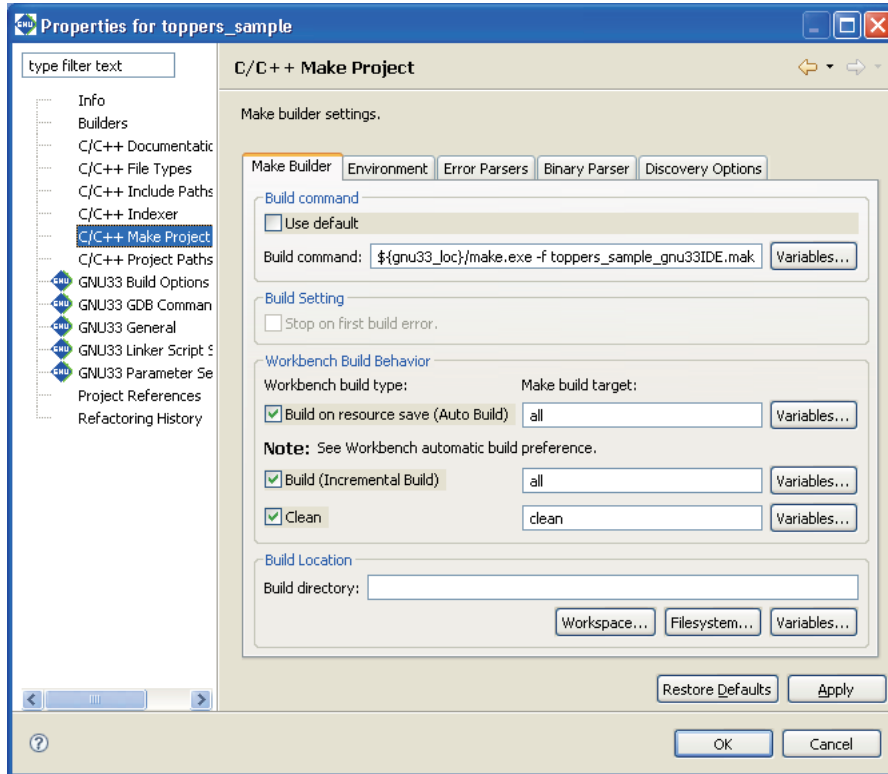 Properties for toppers_sample
type filter text
C/C++ Make Project
Info
Builders
C/C++ Documentatic
C/C++ File Types
C/C++ Include Paths
C/C++ Indexer
C/C++ Make Project
C/C++ Project Paths
GNU33 Build Options
GNU33 GDB Comman
GNU33 General
GNU33 Linker Script S
GNU33 Parameter Se
Project References
Refactoring History
Make builder settings.
Make Builder Environment Error Parsers Binary Parser Discovery Options
Build command
Use default
Build command: ${gnu33_loc}/make.exe -f toppers_sample_gnu33IDE.mak Variables...
Build Setting
Stop on first build error.
Workbench Build Behavior
Workbench build type: Make build target:
Build on resource save (Auto Build) all Variables...
Note: See Workbench automatic build preference.
Build (Incremental Build) all Variables...
Clean clean Variables...
Build Location
Build directory:
Workspace... Filesystem... Variables...
Restore Defaults Apply
OK Cancel